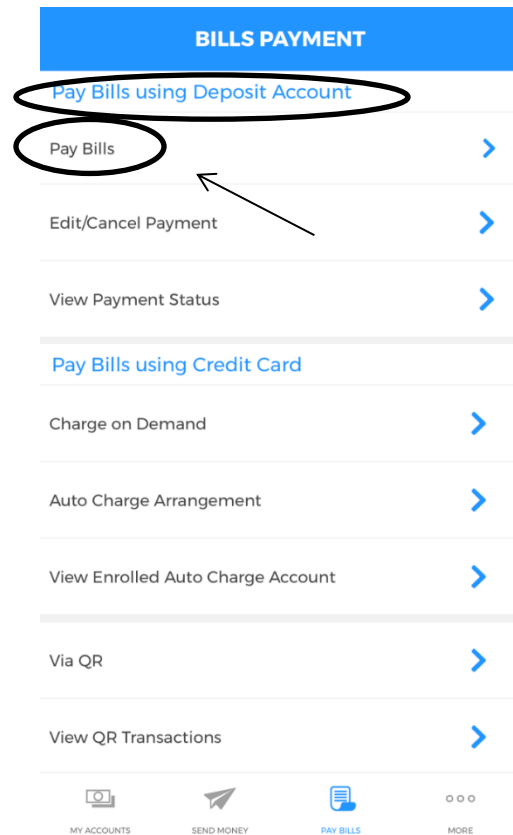 BILLS PAYMENT
Pay Bills using Deposit Account
Pay Bills
Edit/Cancel Payment
View Payment Status
Pay Bills using Credit Card
Charge on Demand
Auto Charge Arrangement
View Enrolled Auto Charge Account
Via QR
View QR Transactions
MY ACCOUNTS SEND MONEY PAY BILLS MORE